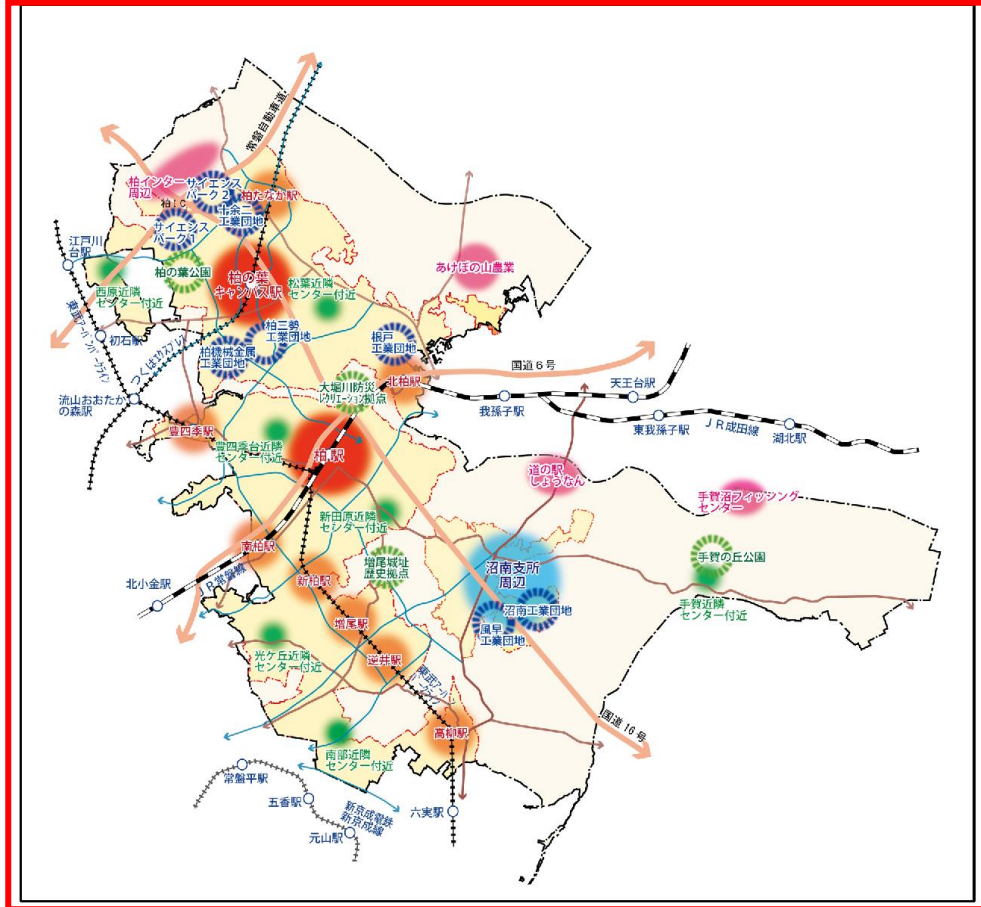 常磐自動車道
柏インター
周辺
柏IC
サイエンス
パーク2
柏たなか駅
十余二
工業団地
サイエンス
パーク1
江戸川
台駅
柏の葉公園
西原近隣
センター付近
柏の葉
キャンパス駅
松葉近隣
センター付近
あけぼの山農業
東武アーバンパークライン
初石駅
つくばエクスプレス
柏三勢
工業団地
柏機械金属
工業団地
根戸
工業団地
国道6号
流山おおたか
の森駅
大堀川防災
レクリエーション拠点
北柏駅
我孫子駅
天王台駅
東我孫子駅
JR成田線
湖北駅
豊四季駅
豊四季台近隣
センター付近
柏駅
道の駅
しょうなん
手賀沼フィッシング
センター
新田原近隣
センター付近
南柏駅
増尾城址
歴史拠点
沼南支所
周辺
手賀の丘公園
北小金駅
JR常磐線
新柏駅
沼南工業団地
手賀近隣
センター付近
増尾駅
風早
工業団地
光ケ丘近隣
センター付近
逆井駅
東武アーバン
パークライン
高柳駅
国道16号
南部近隣
センター付近
常盤平駅
五香駅
新京成電鉄
新京成線
元山駅
六実駅